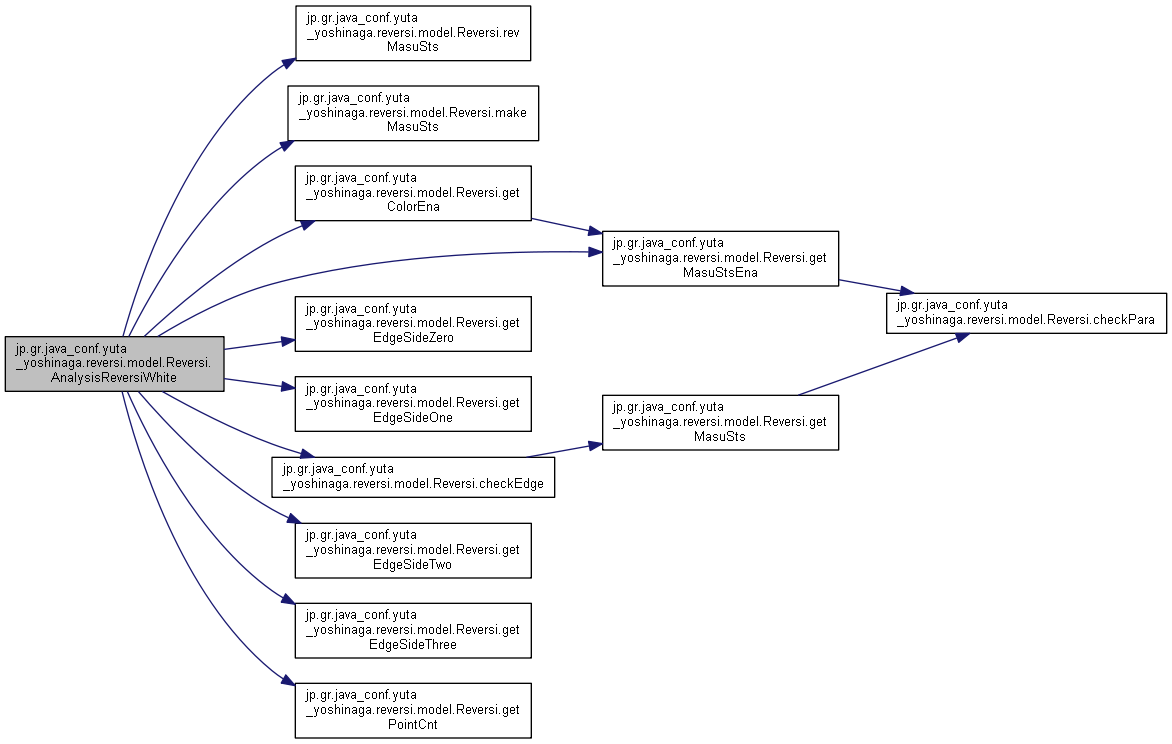 jp.gr.java_conf.yuta
_yoshinaga.reversi.model.Reversi.rev
MasuSts
jp.gr.java_conf.yuta
_yoshinaga.reversi.model.Reversi.make
MasuSts
jp.gr.java_conf.yuta
_yoshinaga.reversi.model.Reversi.get
ColorEna
jp.gr.java_conf.yuta
_yoshinaga.reversi.model.Reversi.get
MasuStsEna
jp.gr.java_conf.yuta
_yoshinaga.reversi.model.Reversi.checkPara
jp.gr.java_conf.yuta
_yoshinaga.reversi.model.Reversi.get
EdgeSideZero
jp.gr.java_conf.yuta
_yoshinaga.reversi.model.Reversi.
AnalysisReversiWhite
jp.gr.java_conf.yuta
_yoshinaga.reversi.model.Reversi.get
EdgeSideOne
jp.gr.java_conf.yuta
_yoshinaga.reversi.model.Reversi.get
MasuSts
jp.gr.java_conf.yuta
_yoshinaga.reversi.model.Reversi.checkEdge
jp.gr.java_conf.yuta
_yoshinaga.reversi.model.Reversi.get
EdgeSideTwo
jp.gr.java_conf.yuta
_yoshinaga.reversi.model.Reversi.get
EdgeSideThree
jp.gr.java_conf.yuta
_yoshinaga.reversi.model.Reversi.get
PointCnt